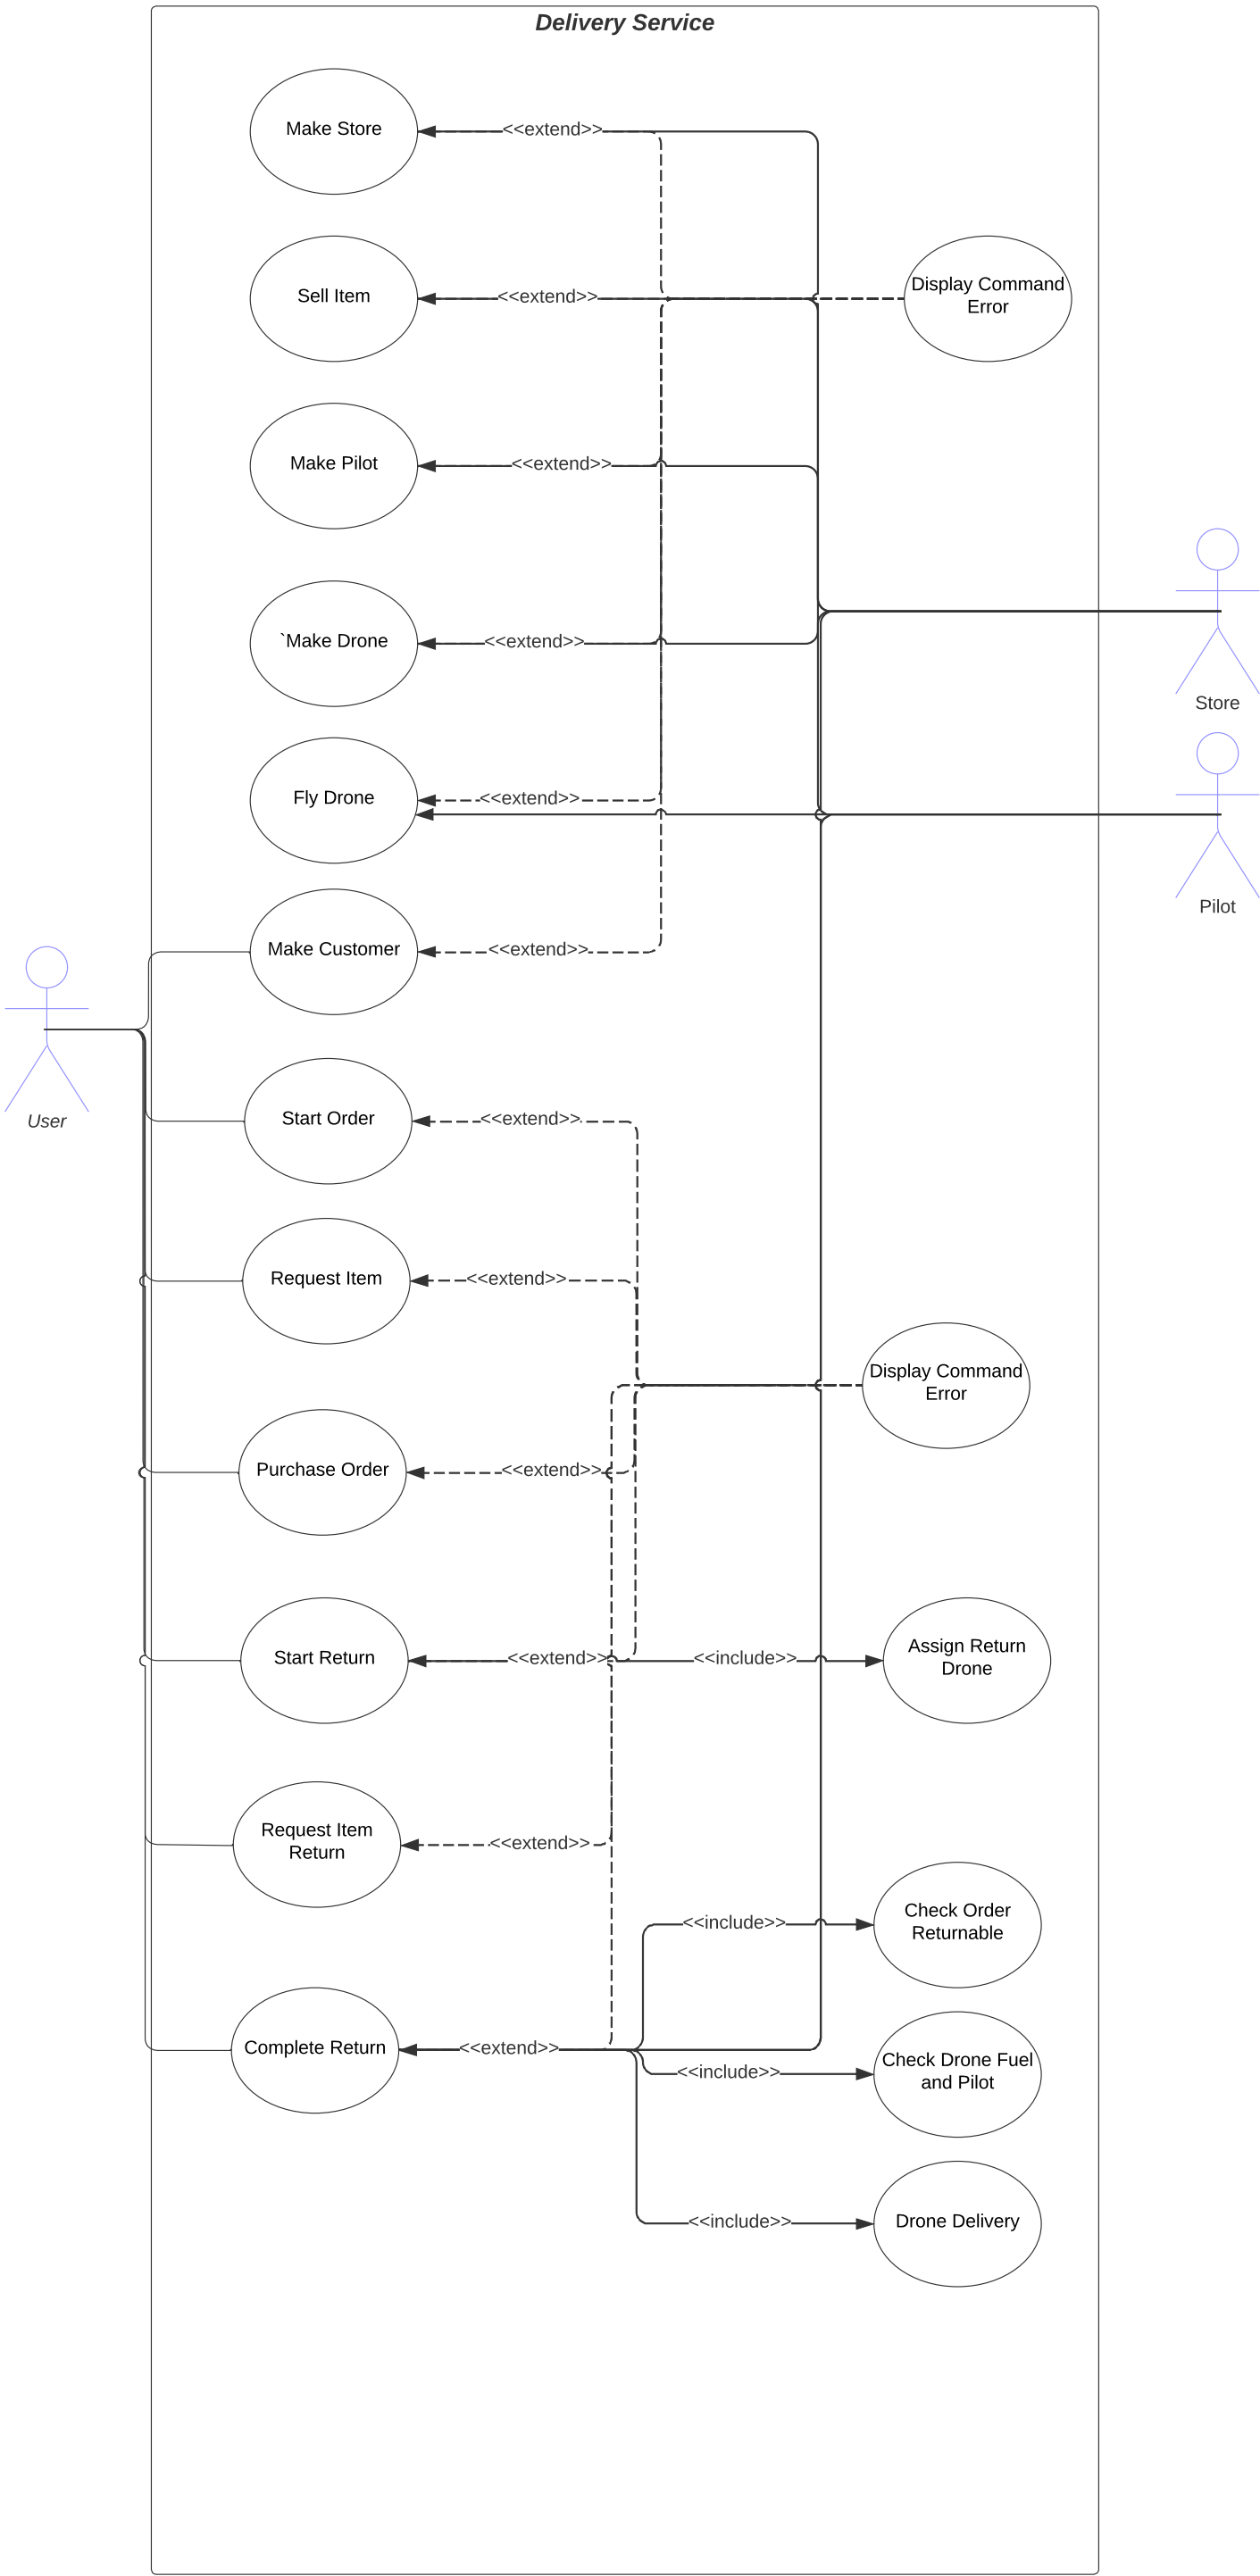 Delivery Service
Make Store
<<extend>>
Sell Item
<<extend>>
Display Command
Error
Make Pilot
<<extend>>
`Make Drone
<<extend>>
Store
Fly Drone
<<extend>>
Pilot
Make Customer
<<extend>>
User
Start Order
<<extend>>
Request Item
<<extend>>
Display Command
Error
Purchase Order
<<extend>>
Start Return
<<extend>>
<<include>>
Assign Return
Drone
Request Item
Return
<<extend>>
<<include>>
Check Order
Returnable
Complete Return
<<extend>>
<<include>>
Check Drone Fuel
and Pilot
<<include>>
Drone Delivery